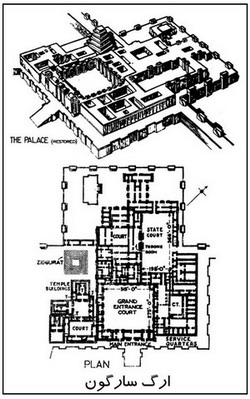 THE PALACE (RESTORED)
COURT
STATE COURT
THRONE ROOM
ZIGGURAT
TEMPLE BUILDINGS
GRAND ENTRANCE COURT
CT.
COURT
MAIN ENTRANCE
SERVICE QUARTERS
PLAN
ارگ سارگون